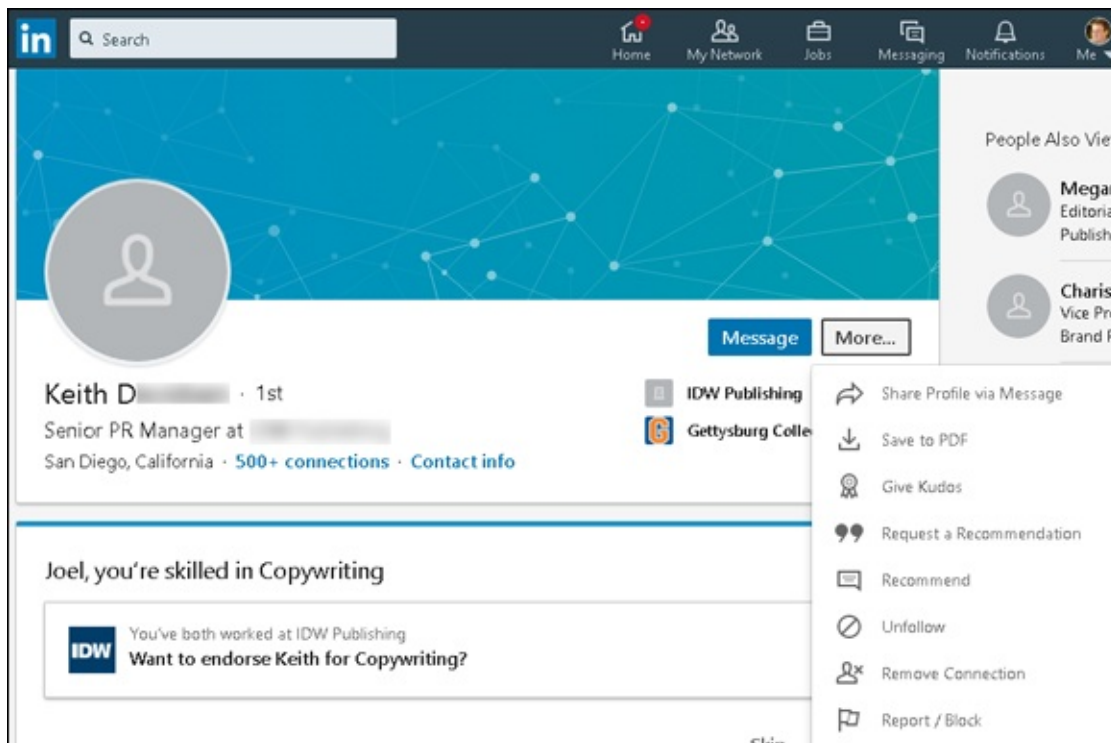 in
Search
Home
My Network
Jobs
Messaging
Notifications
Me
People Also Vie
Megan
Editoria
Publish
Charis
Vice Pre
Brand P
Message
More...
Keith D
· 1st
Senior PR Manager at
San Diego, California · 500+ connections · Contact info
IDW Publishing
Gettysburg Colle
Share Profile via Message
Save to PDF
Give Kudos
Request a Recommendation
Recommend
Unfollow
Remove Connection
Report / Block
Joel, you're skilled in Copywriting
IDW
You've both worked at IDW Publishing
Want to endorse Keith for Copywriting?
Skip